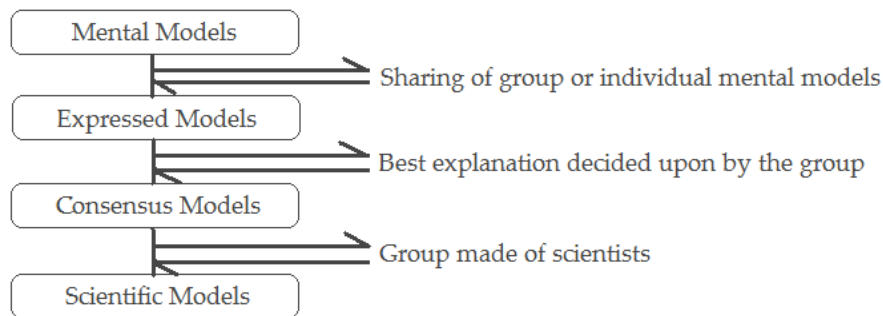 Mental Models
Sharing of group or individual mental models
Expressed Models
Best explanation decided upon by the group
Consensus Models
Group made of scientists
Scientific Models